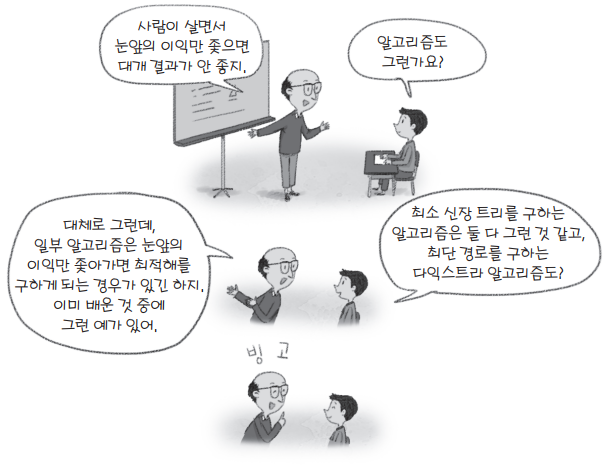 사람이 살면서
눈앞의 이익만 좇으면
대개 결과가 안 좋지.
알고리즘도
그런가요?
대체로 그런데,
일부 알고리즘은 눈앞의
이익만 좇아가면 최적해를
구하게 되는 경우가 있긴 하지.
이미 배운 것 중에
그런 예가 있어.
최소 신장 트리를 구하는
알고리즘은 둘 다 그런 것 같고,
최단 경로를 구하는
다익스트라 알고리즘도?
빙 고